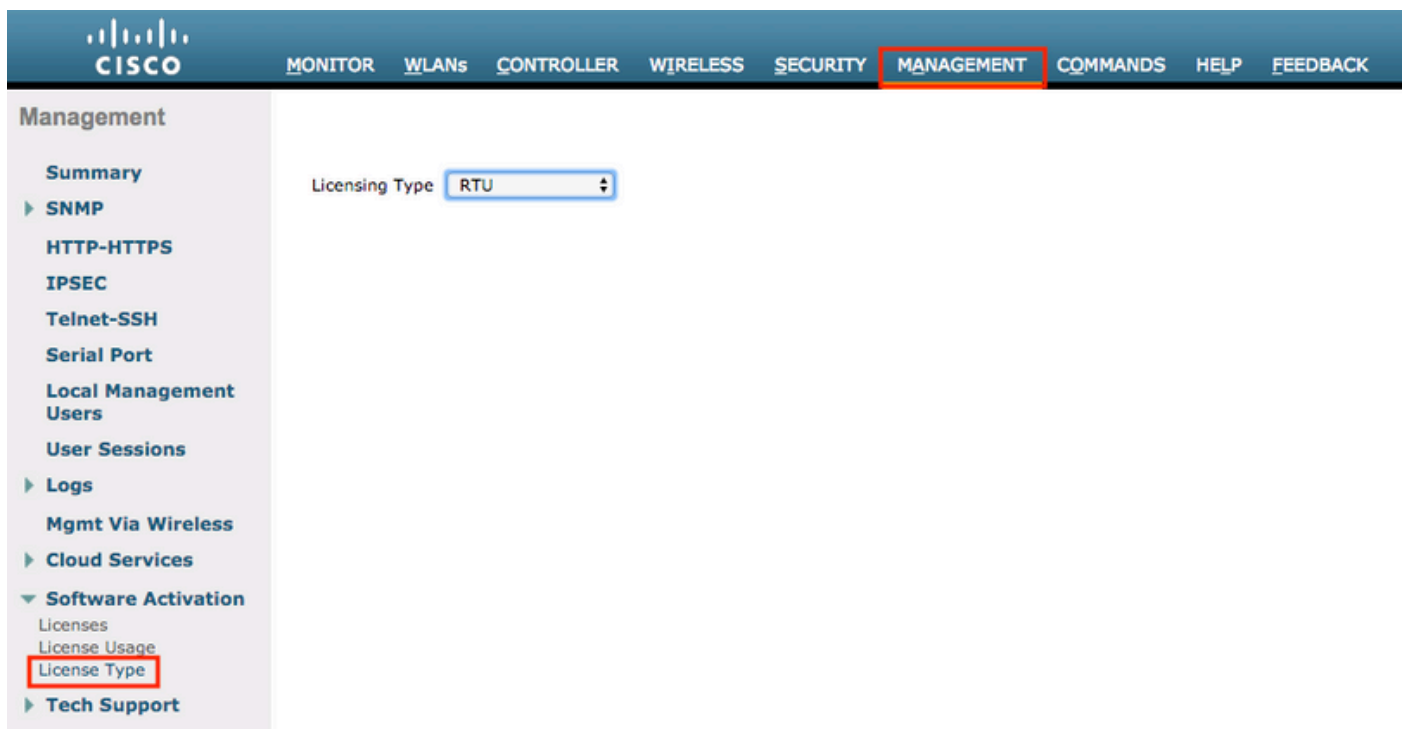 CISCO
MONITOR WLANs CONTROLLER WIRELESS SECURITY MANAGEMENT COMMANDS HELP FEEDBACK
Management
Summary
SNMP
HTTP-HTTPS
IPSEC
Telnet-SSH
Serial Port
Local Management
Users
User Sessions
Logs
Mgmt Via Wireless
Cloud Services
Software Activation
Licenses
License Usage
License Type
Tech Support
Licensing Type RTU